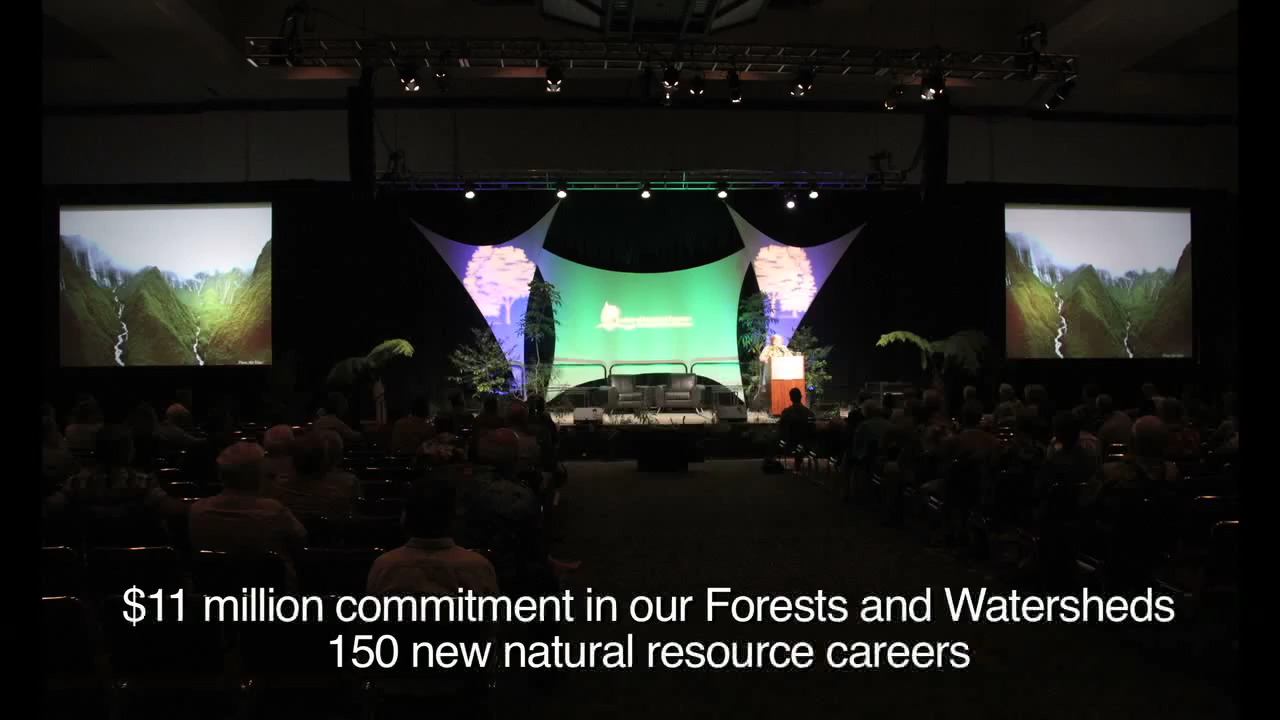 $11 million commitment in our Forests and Watersheds
150 new natural resource careers